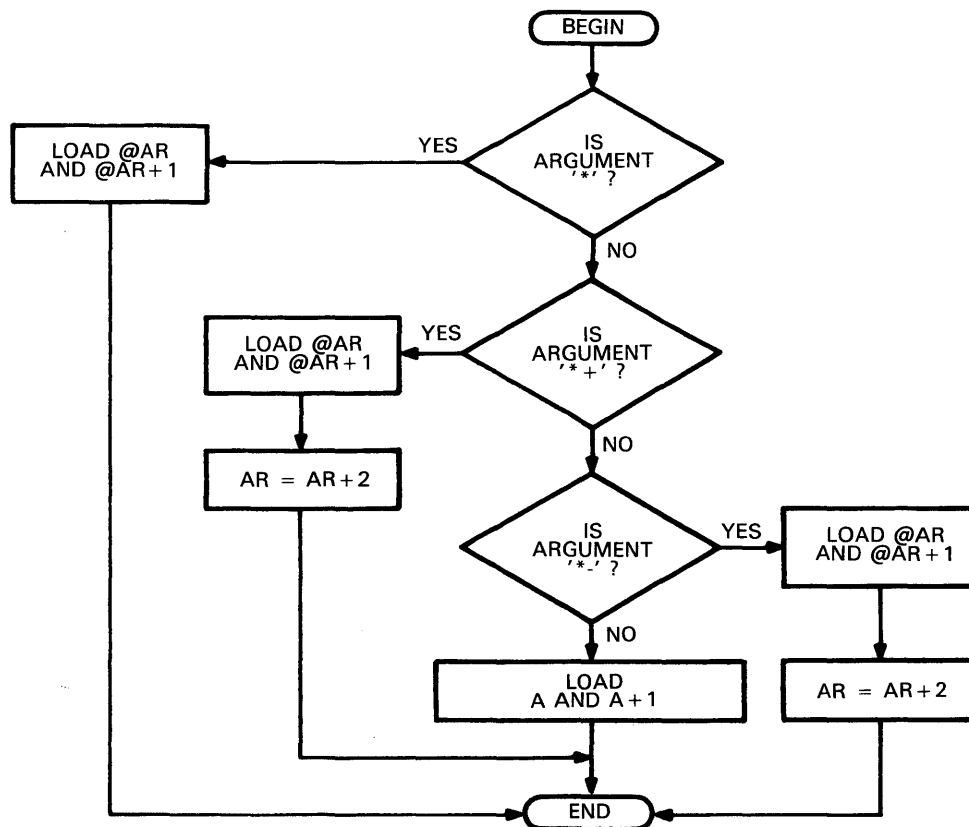 BEGIN
IS
ARGUMENT
'*' ?
YES
LOAD @AR
AND @AR+1
NO
IS
ARGUMENT
'*+' ?
YES
LOAD @AR
AND @AR+1
AR = AR+2
NO
IS
ARGUMENT
'*-' ?
YES
LOAD @AR
AND @AR+1
AR = AR+2
NO
LOAD
A AND A+1
END